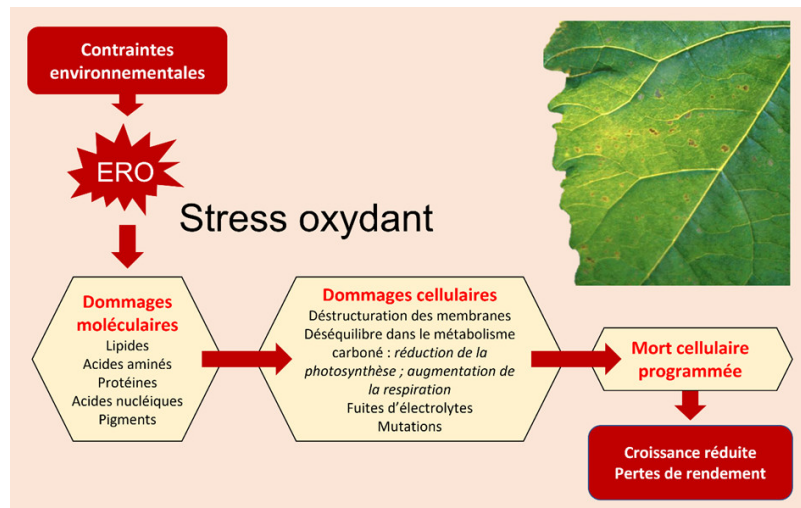 Contraintes
environnementales
ERO
Stress oxydant
Dommages
moléculaires
Lipides
Acides aminés
Protéines
Acides nucléiques
Pigments
Dommages cellulaires
Déstructuration des membranes
Déséquilibre dans le métabolisme
carboné : réduction de la
photosynthèse ; augmentation de
la respiration
Fuites d’électrolytes
Mutations
Mort cellulaire
programmée
Croissance réduite
Pertes de rendement